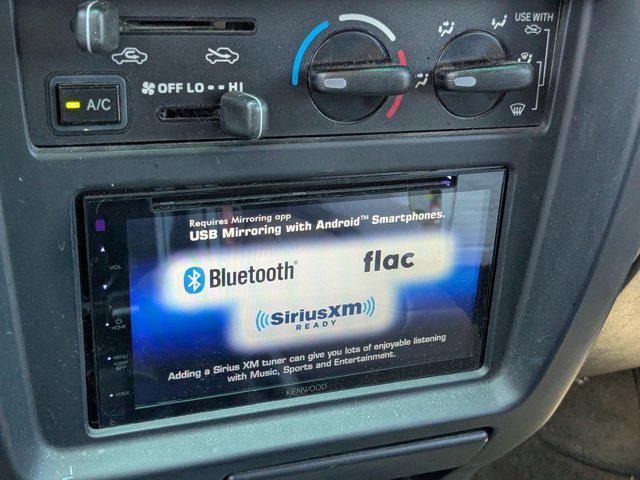 USE WITH
OFF LO HI
A/C
Requires Mirroring app
USB Mirroring with Android™ Smartphones.
Bluetooth®
flac
((SiriusXm))
READY
Adding a Sirius XM tuner can give you lots of enjoyable listening
with Music, Sports and Entertainment.
VOL
HOME
MENU
VOICE
KENWOOD